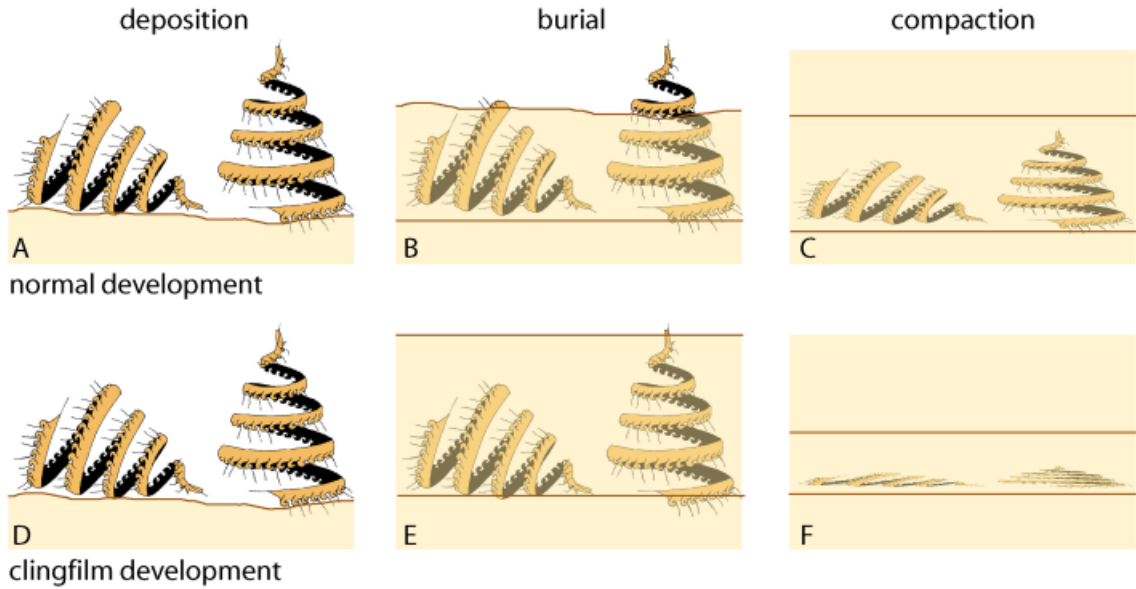 deposition burial compaction
A B C
normal development
D E F
clingfilm development